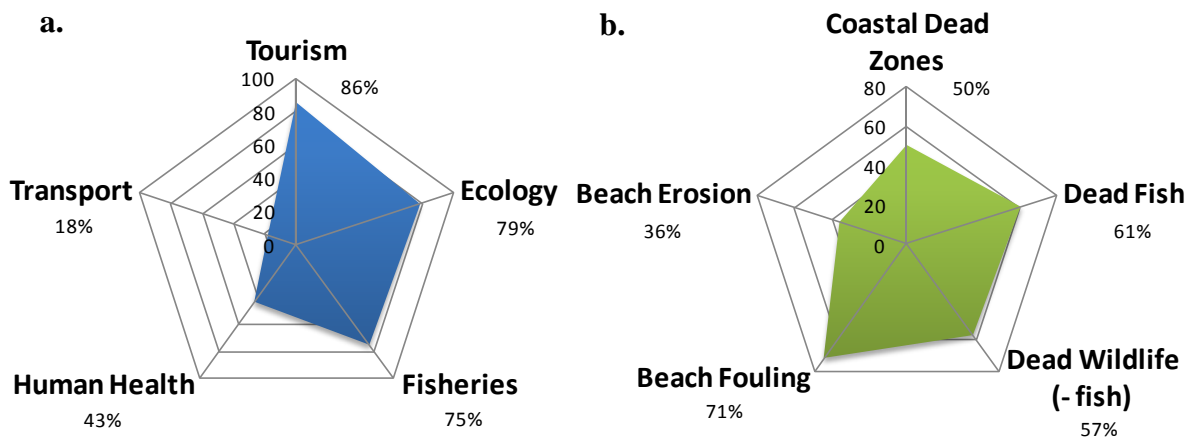 a.
Tourism
86%
100
80
60
40
20
0
Ecology
79%
Fisheries
75%
Human Health
43%
Transport
18%
b.
Coastal Dead
Zones
50%
80
60
40
20
0
Dead Fish
61%
Dead Wildlife
(- fish)
57%
Beach Fouling
71%
Beach Erosion
36%